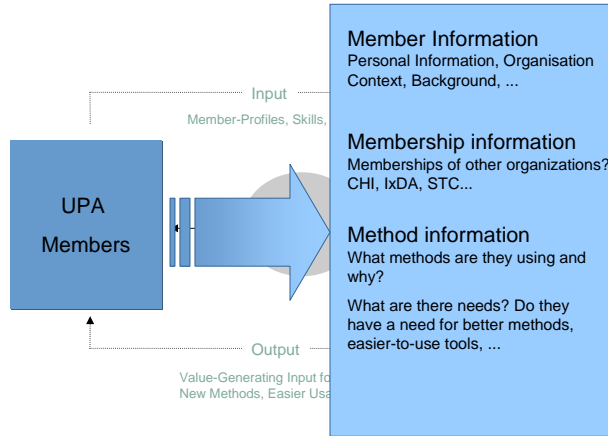 Member Information
Personal Information, Organisation
Context, Background, ...
Input
Member-Profiles, Skills,
Membership information
Memberships of other organizations?
CHI, IxDA, STC...
UPA
Members
Method information
What methods are they using and
why?
What are there needs? Do they
have a need for better methods,
easier-to-use tools, ...
Output
Value-Generating Input
New Methods, Easier